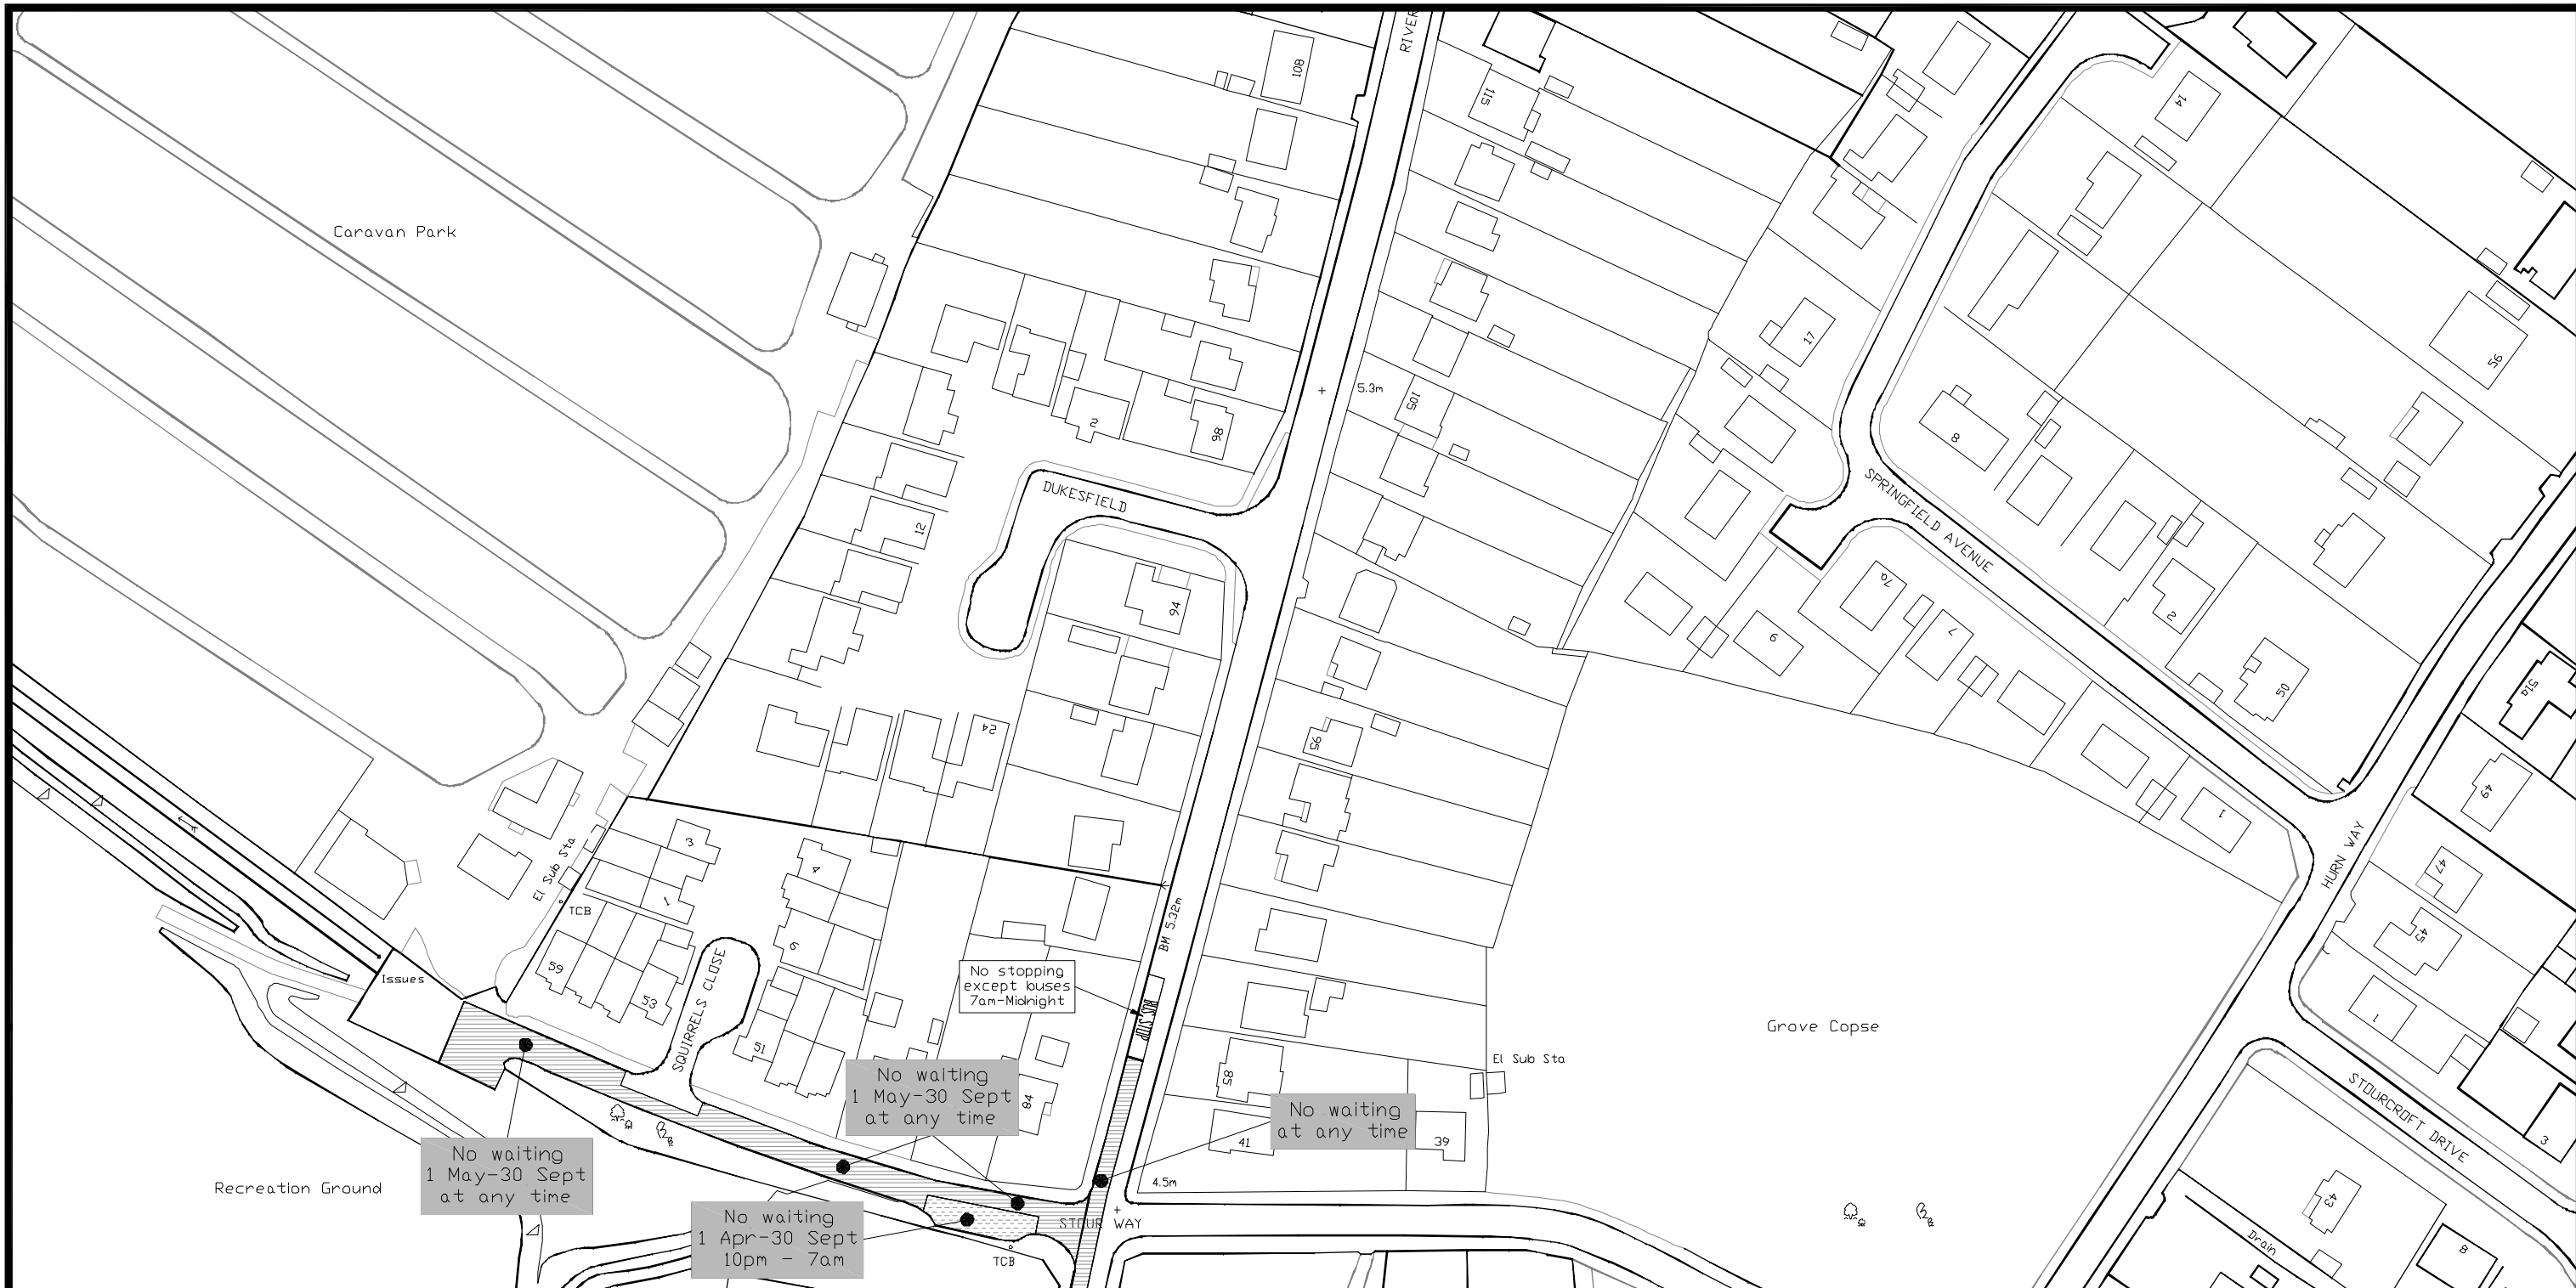 RIVER
108
115
14
Caravan Park
17
56
5.3m
105
2
86
8
DUKESFIELD
SPRINGFIELD AVENUE
12
94
7a
7
9
2
50
51a
95
24
49
1
HURN WAY
3
4
1
El Sub Sta
TCB
47
45
BM 5.32m
6
59
53
SQUIRRELS CLOSE
Issues
No stopping
except buses
7am-Midnight
BUS STOP
51
1
Grove Copse
El Sub Sta
85
84
No waiting
1 May-30 Sept
at any time
No waiting
at any time
41
39
STOURCROFT DRIVE
3
No waiting
1 May-30 Sept
at any time
Recreation Ground
4.5m
No waiting
1 Apr-30 Sept
10pm - 7am
STOUR WAY
TCB
43
Drain
8